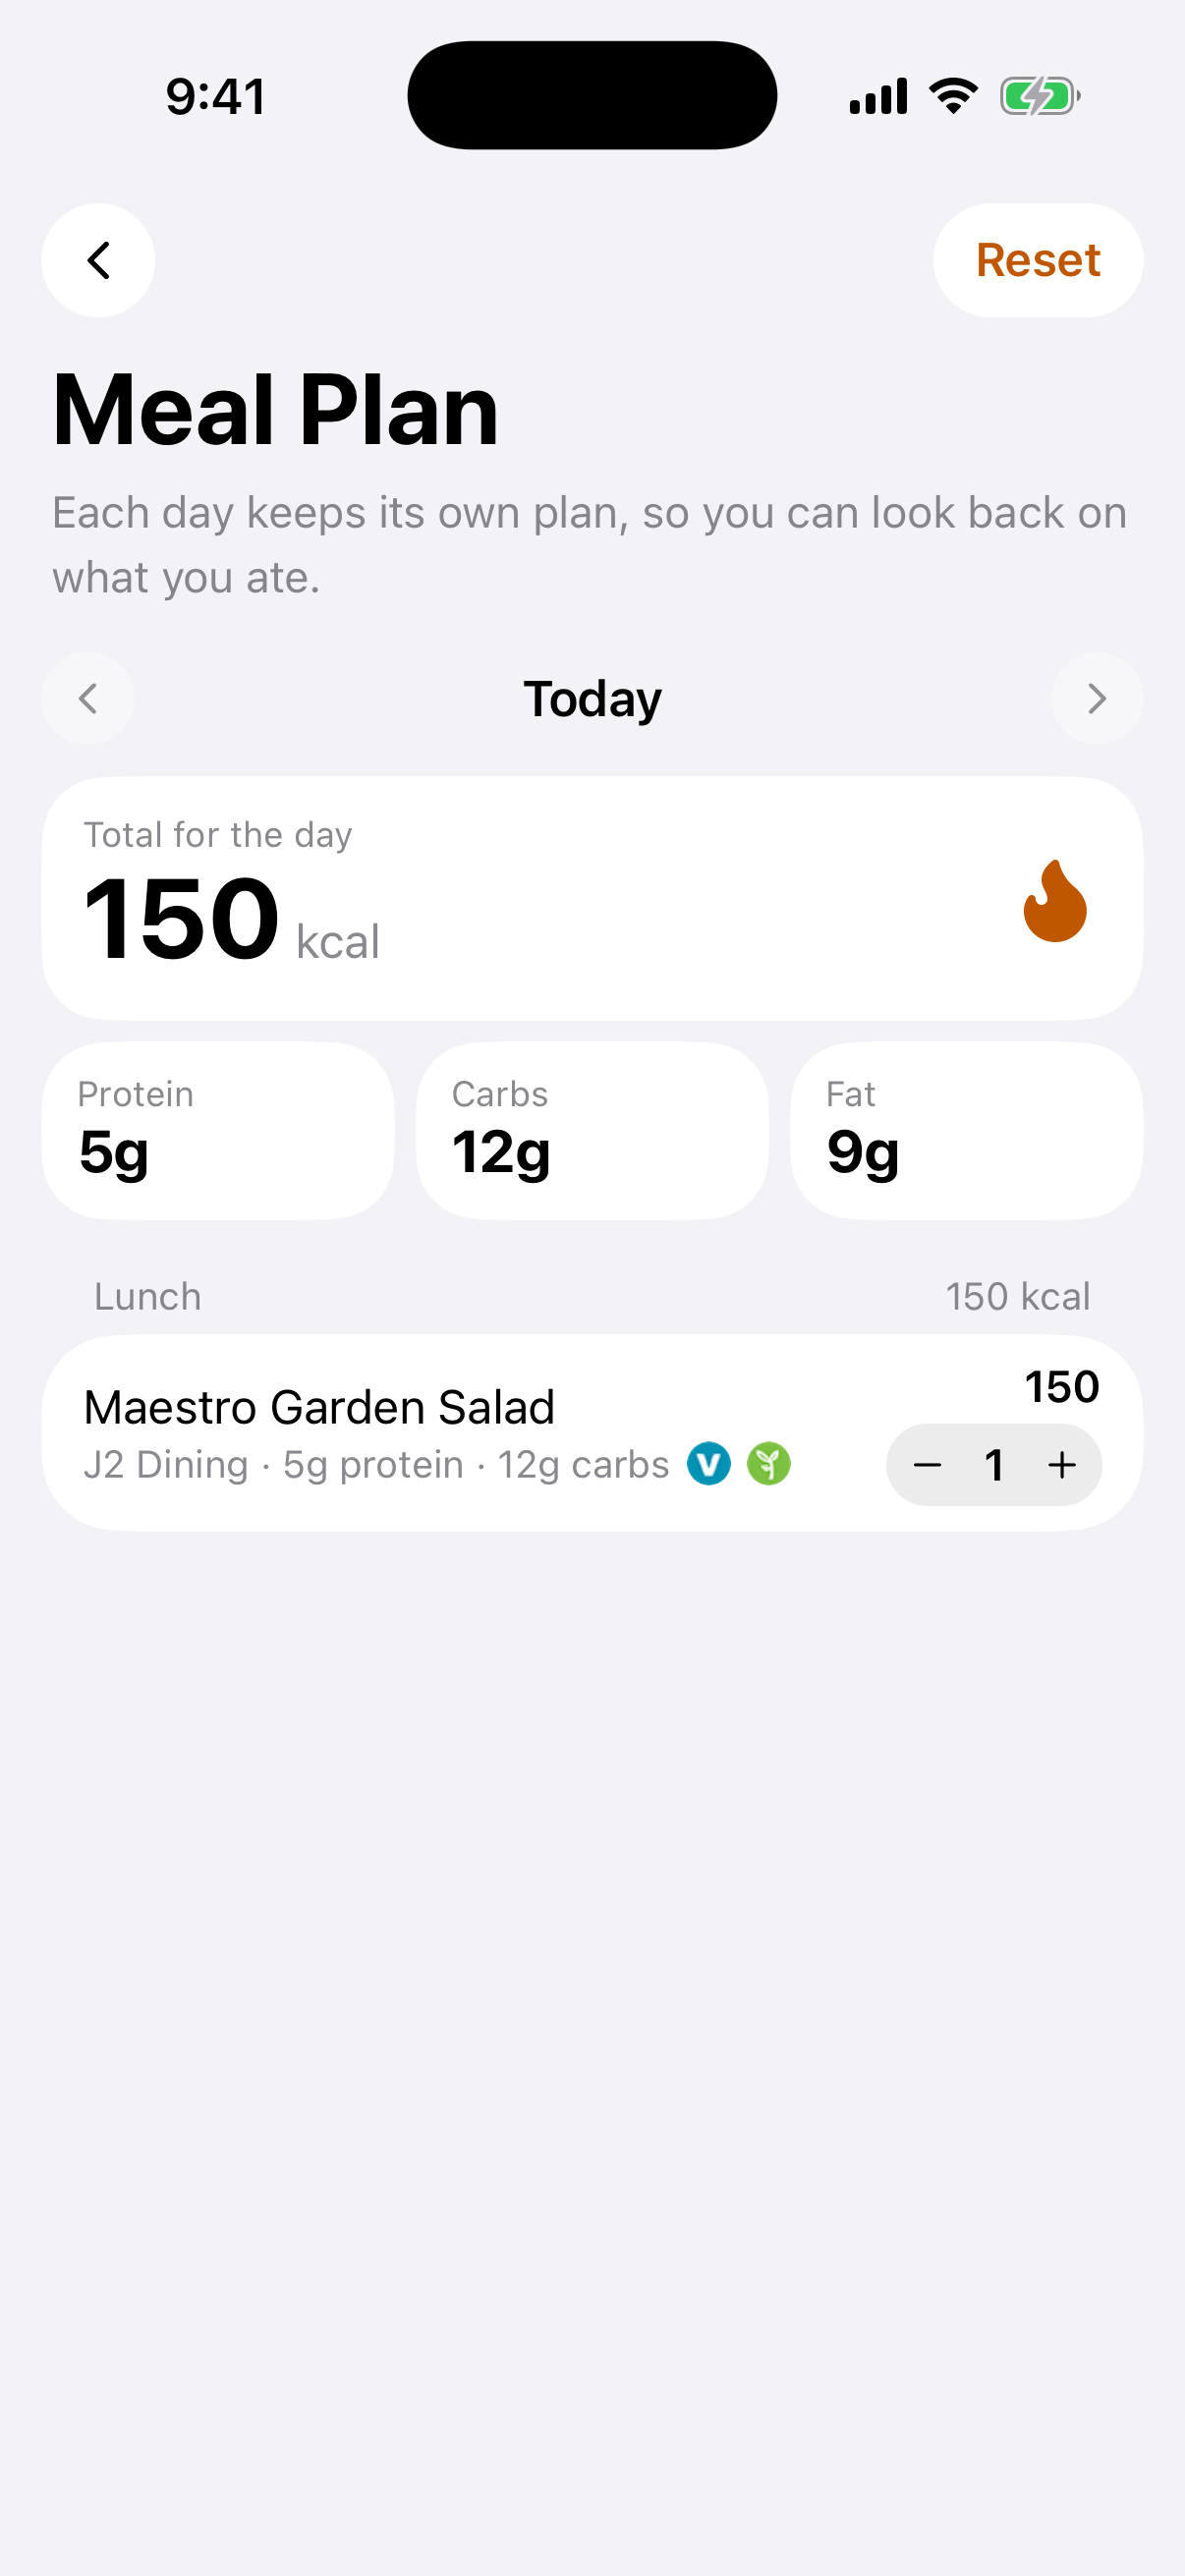 9:41
Reset
Meal Plan
Each day keeps its own plan, so you can look back on
what you ate.
Today
Total for the day
150 kcal
Protein
5g
Carbs
12g
Fat
9g
Lunch
150 kcal
Maestro Garden Salad
150
J2 Dining · 5g protein · 12g carbs V
− 1 +